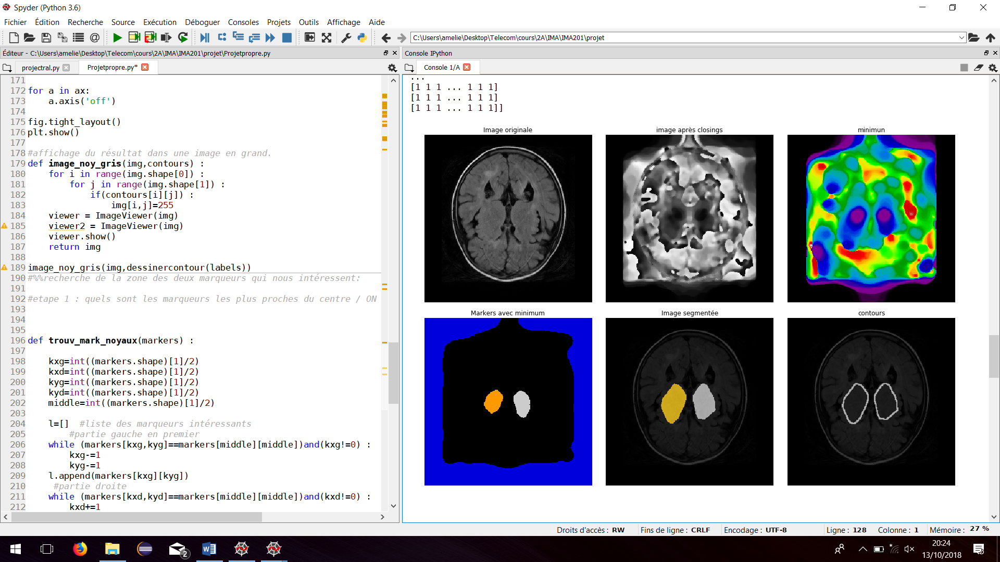 Spyder (Python 3.6)
Fichier Édition Recherche Source Exécution Déboguer Consoles Projets Outils Affichage Aide
C:\Users\amelie\Desktop\Telecom\cours\2A\IMA\IMA201\projet
Éditeur - C:\Users\amelie\Desktop\Telecom\cours\2A\IMA\IMA201\projet\Projetpropre.py
projectral.py Projetpropre.py*
171
172 for a in ax:
173     a.axis('off')
174
175 fig.tight_layout()
176 plt.show()
177
178 #affichage du résultat dans une image en grand.
179 def image_noy_gris(img,contours) :
180     for i in range(img.shape[0]) :
181         for j in range(img.shape[1]) :
182             if(contours[i][j]) :
183                 img[i,j]=255
184     viewer = ImageViewer(img)
185     viewer2 = ImageViewer(img)
186     viewer.show()
187     return img
188
189 image_noy_gris(img,dessinercontour(labels))
190 #%%recherche de la zone des deux marqueurs qui nous intéressent:
191
192 #etape 1 : quels sont les marqueurs les plus proches du centre / ON
193
194
195
196 def trouv_mark_noyaux(markers) :
197
198     kxg=int((markers.shape)[1]/2)
199     kxd=int((markers.shape)[1]/2)
200     kyg=int((markers.shape)[1]/2)
201     kyd=int((markers.shape)[1]/2)
202     middle=int((markers.shape)[1]/2)
203
204     l=[]  #liste des marqueurs intéressants
205         #partie gauche en premier
206     while (markers[kxg,kyg]==markers[middle][middle])and(kxg!=0) :
207         kxg-=1
208         kyg-=1
209     l.append(markers[kxg][kyg])
210      #partie droite
211     while (markers[kxd,kyd]==markers[middle][middle])and(kxd!=0) :
212         kxd+=1
Console IPython
Console 1/A
...
[1 1 1 ... 1 1 1]
[1 1 1 ... 1 1 1]
[1 1 1 ... 1 1 1]]
Image originale
image après closings
minimun
Markers avec minimum
Image segmentée
contours
Droits d'accès : RW Fins de ligne : CRLF Encodage : UTF-8 Ligne : 128 Colonne : 1 Mémoire : 27 %
2
20:24
13/10/2018